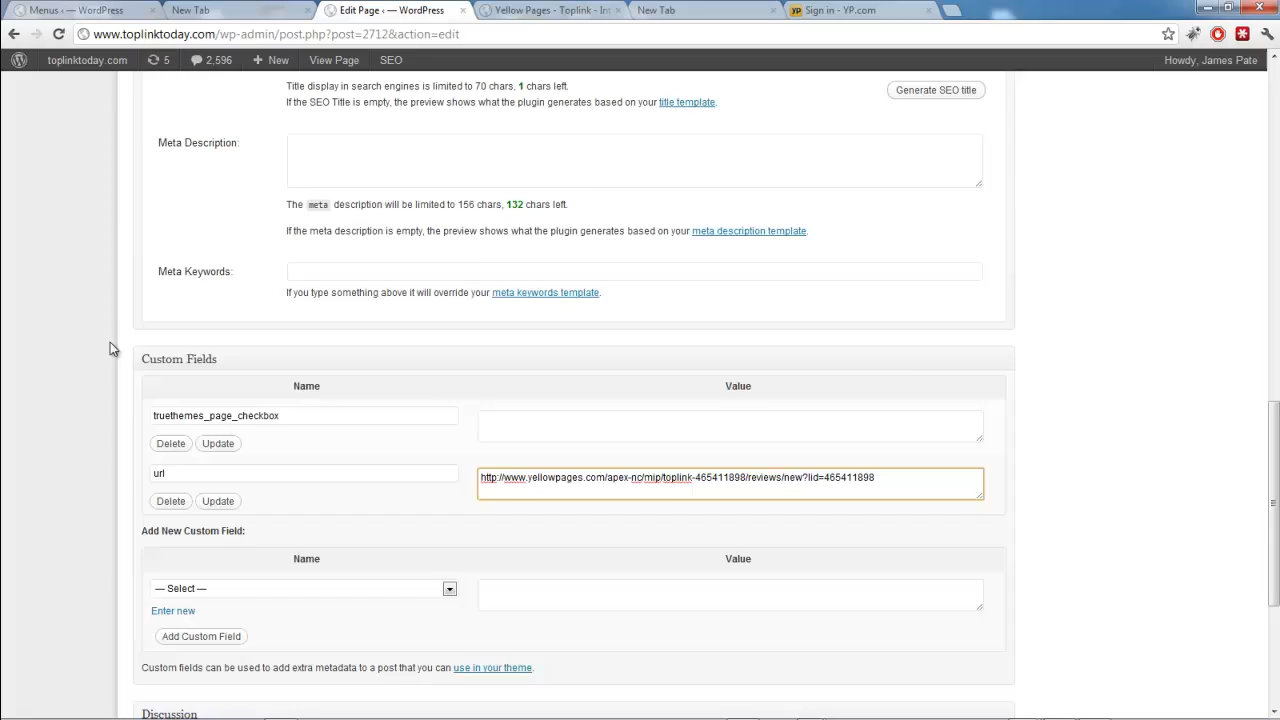 Menus ‹ — WordPress
New Tab
Edit Page ‹ — WordPress
Yellow Pages - Toplink - Int
New Tab
Sign in - YP.com
www.toplinktoday.com/wp-admin/post.php?post=2712&action=edit
toplinktoday.com
5
2,596
New
View Page
SEO
Howdy, James Pate
Title display in search engines is limited to 70 chars, 1 chars left.
If the SEO Title is empty, the preview shows what the plugin generates based on your title template.
Generate SEO title
Meta Description:
The meta description will be limited to 156 chars, 132 chars left.
If the meta description is empty, the preview shows what the plugin generates based on your meta description template.
Meta Keywords:
If you type something above it will override your meta keywords template.
Custom Fields
Name
Value
truethemes_page_checkbox
Delete
Update
url
http://www.yellowpages.com/apex-nc/mip/toplink-465411898/reviews/new?lid=465411898
Delete
Update
Add New Custom Field:
Name
Value
— Select —
Enter new
Add Custom Field
Custom fields can be used to add extra metadata to a post that you can use in your theme.
Discussion